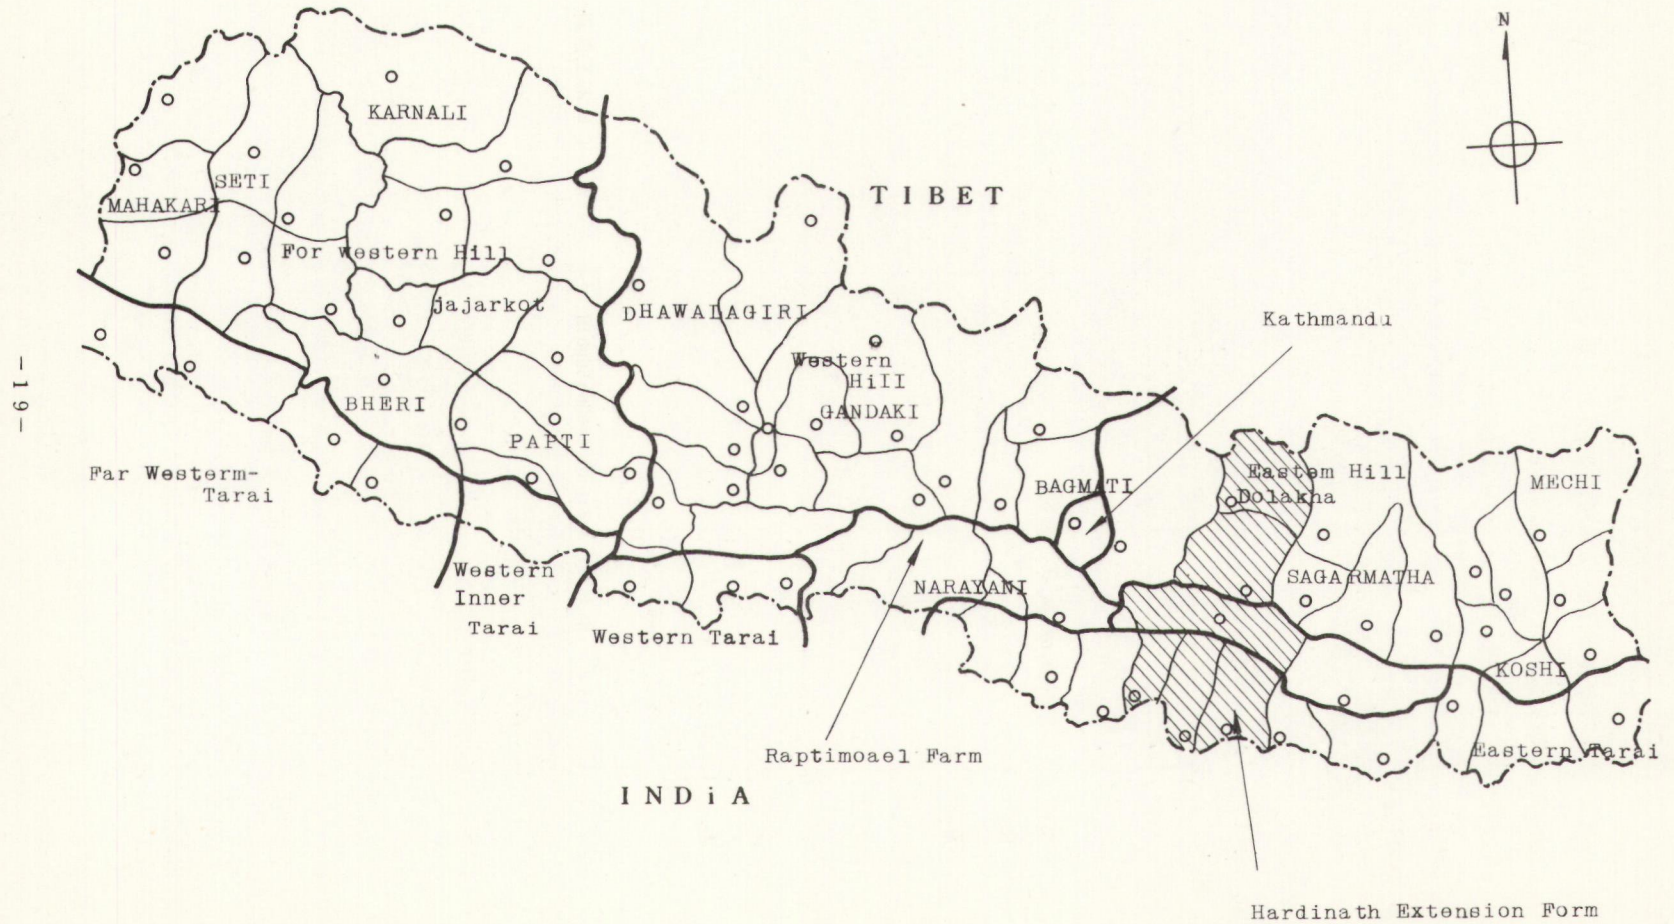 N
KARNALI
SETI
TIBET
MAHAKARI
For western Hill
jajarkot
DHAWALAGIRI
Kathmandu
Western
HiII
GANDAKI
BHERI
PAPTI
-19-
Far Westerm-
Tarai
BAGMATI
Eastem Hill
Dolakha
MECHI
Western
Inner
Tarai
NARAYANI
SAGARMATHA
Western Tarai
KOSHI
Raptimoael Farm
Eastern Tarai
INDiA
Hardinath Extension Form